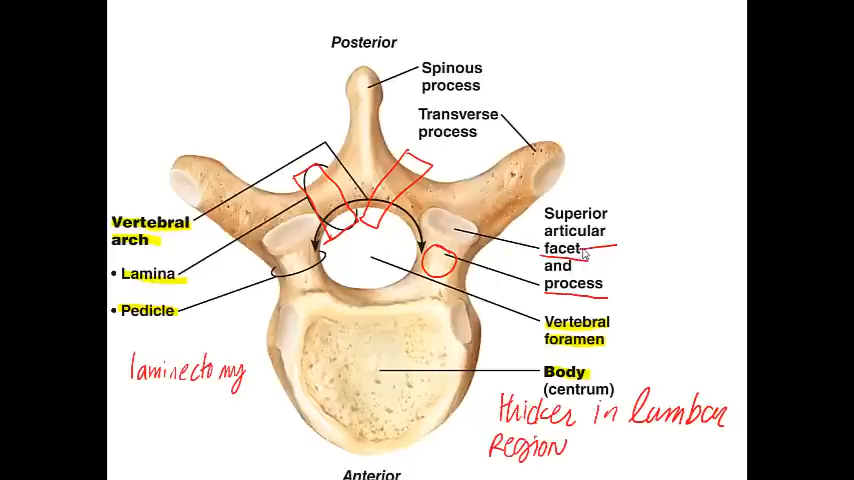 Posterior
Spinous
process
Transverse
process
Superior
articular
facet
and
process
Vertebral
arch
• Lamina
• Pedicle
Vertebral
foramen
Body
(centrum)
laminectomy
thicker in lumbar
region
Anterior